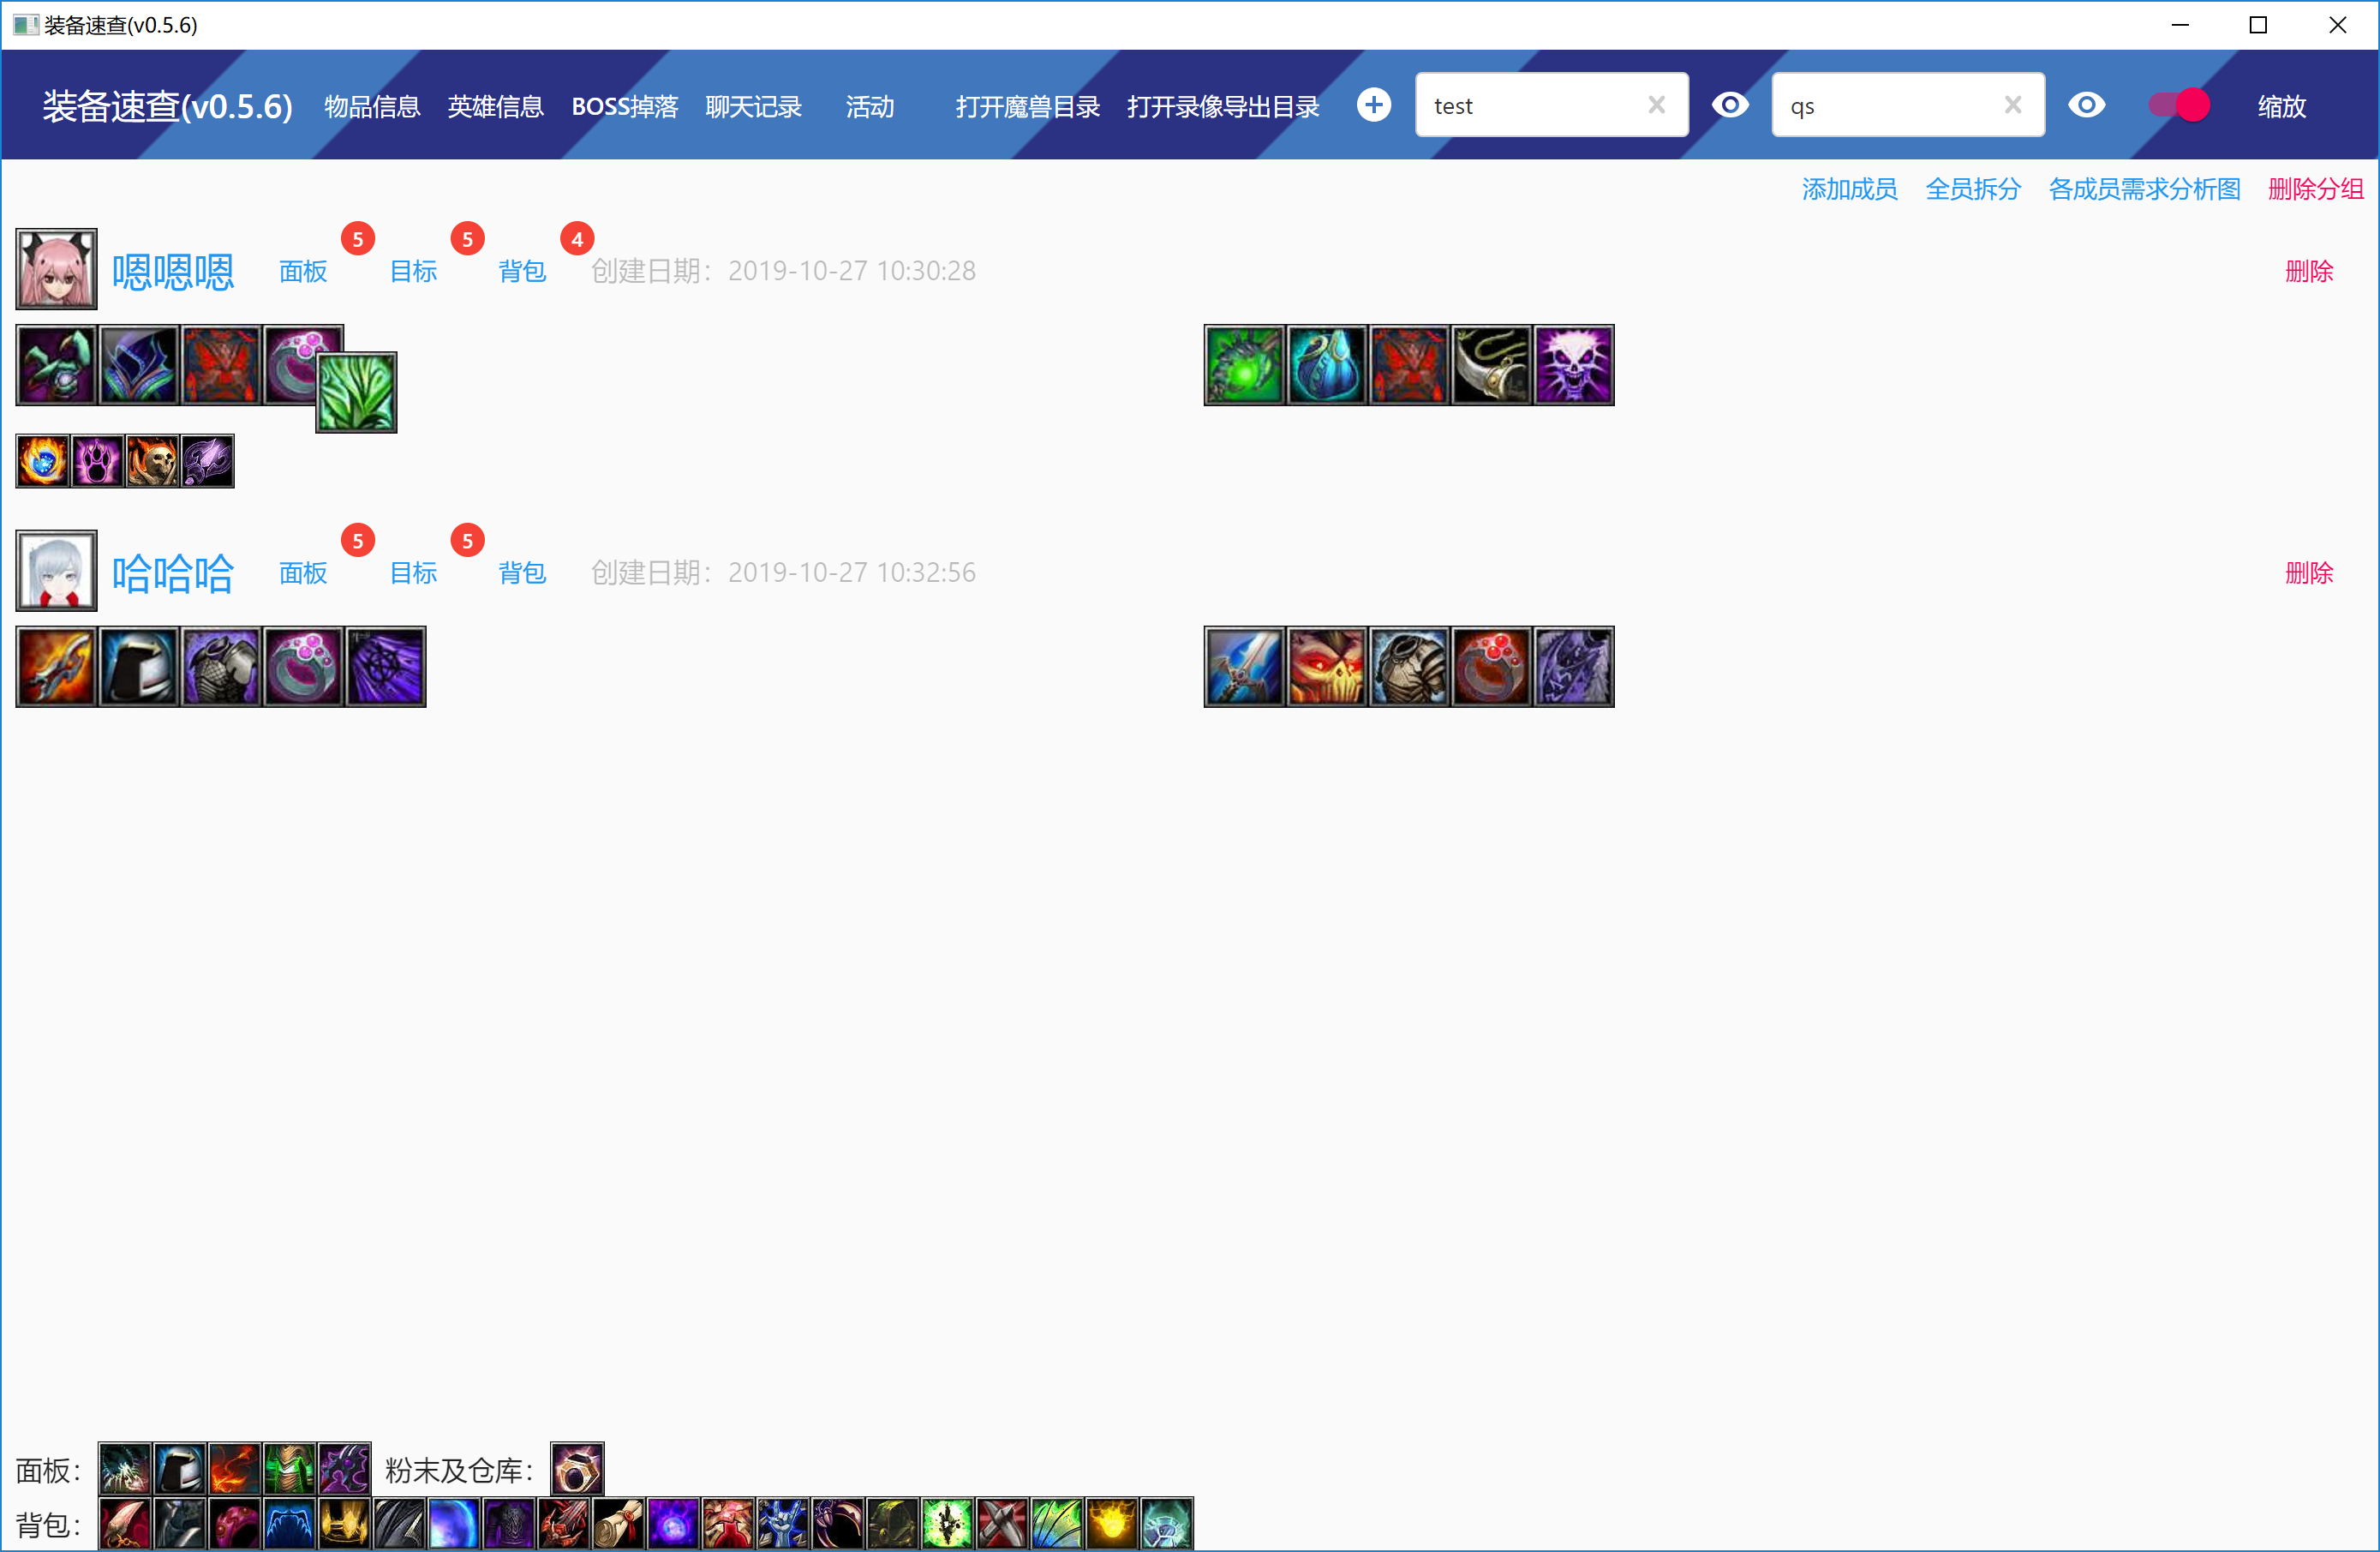 装备速查(v0.5.6)
装备速查(v0.5.6) 物品信息 英雄信息 BOSS掉落 聊天记录 活动 打开魔兽目录 打开录像导出目录 test qs 缩放
添加成员 全员拆分 各成员需求分析图 删除分组
嗯嗯嗯 面板 5 目标 5 背包 4 创建日期：2019-10-27 10:30:28 删除
哈哈哈 面板 5 目标 5 背包 创建日期：2019-10-27 10:32:56 删除
面板： 粉末及仓库：
背包：